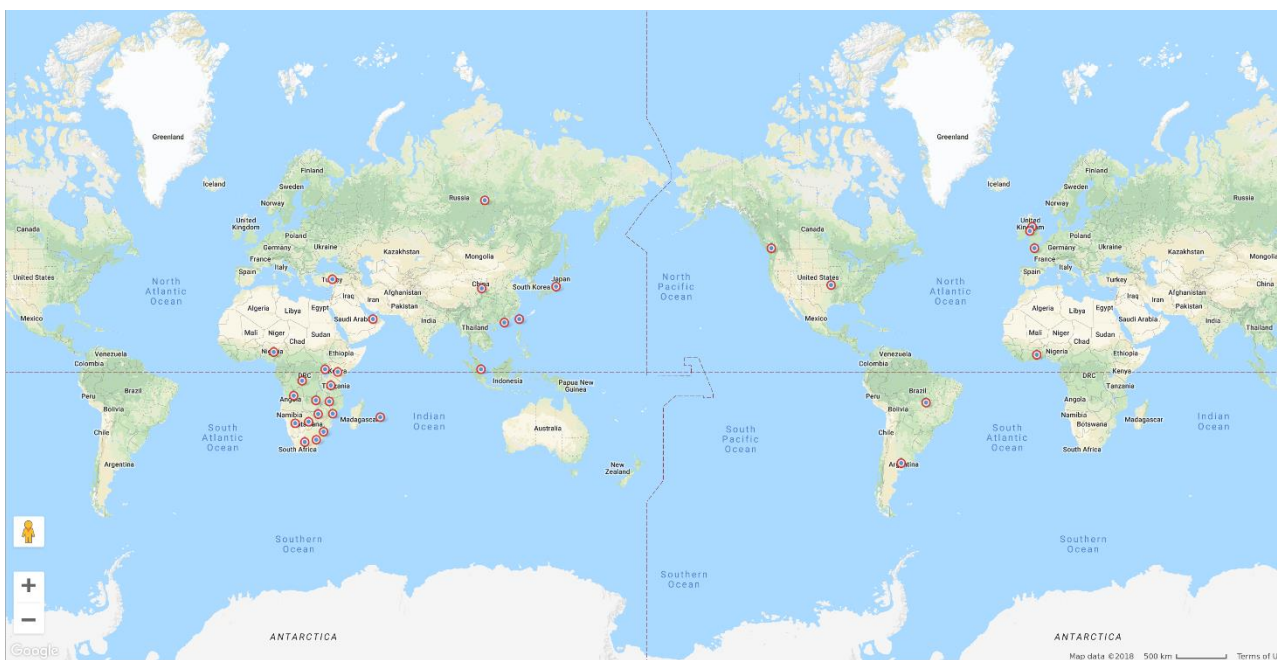 Greenland
Greenland
Iceland
Finland
Sweden
Norway
Russia
Iceland
Finland
Sweden
Norway
Russia
Canada
United
Kingdom
Poland
Germany
Ukraine
France
Kazakhstan
Mongolia
Canada
United
Kingdom
Poland
Germany
Ukraine
France
Kazakhstan
United States
North
Atlantic
Ocean
Spain
Italy
Turkey
Iraq
Iran
Afghanistan
Pakistan
China
South Korea
Japan
North
Pacific
Ocean
United States
North
Atlantic
Ocean
Spain
Italy
Turkey
Iraq
Iran
Afghanistan
Pakistan
China
Mexico
Algeria
Libya
Egypt
Saudi Arabia
India
Thailand
Mexico
Algeria
Libya
Egypt
Saudi Arabia
India
Mali
Niger
Chad
Sudan
Nigeria
Ethiopia
Mali
Niger
Chad
Sudan
Nigeria
Ethiopia
Venezuela
Colombia
DRC
Kenya
Indonesia
Papua New
Guinea
Venezuela
Colombia
DRC
Kenya
Brazil
Peru
Bolivia
Tanzania
Angola
Brazil
Peru
Bolivia
Tanzania
Angola
Namibia
Botswana
Madagascar
Indian
Ocean
Australia
Namibia
Botswana
Madagascar
Chile
South
Atlantic
Ocean
South Africa
South
Pacific
Ocean
Chile
South
Atlantic
Ocean
South Africa
Argentina
New
Zealand
Argentina
Southern
Ocean
Southern
Ocean
Southern
Ocean
ANTARCTICA
ANTARCTICA
Google
Map data ©2018 500 km Terms of U